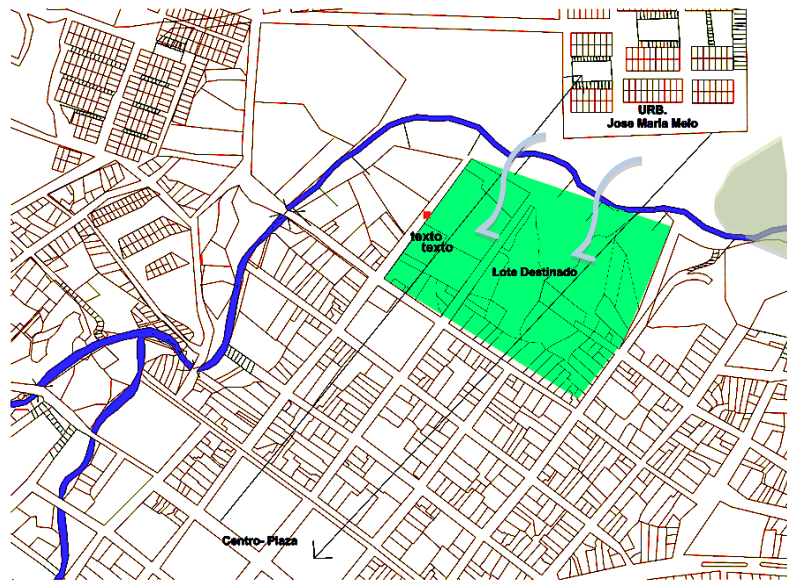 URB.
Jose Maria Melo
texto
texto
Lote Destinado
Centro- Plaza